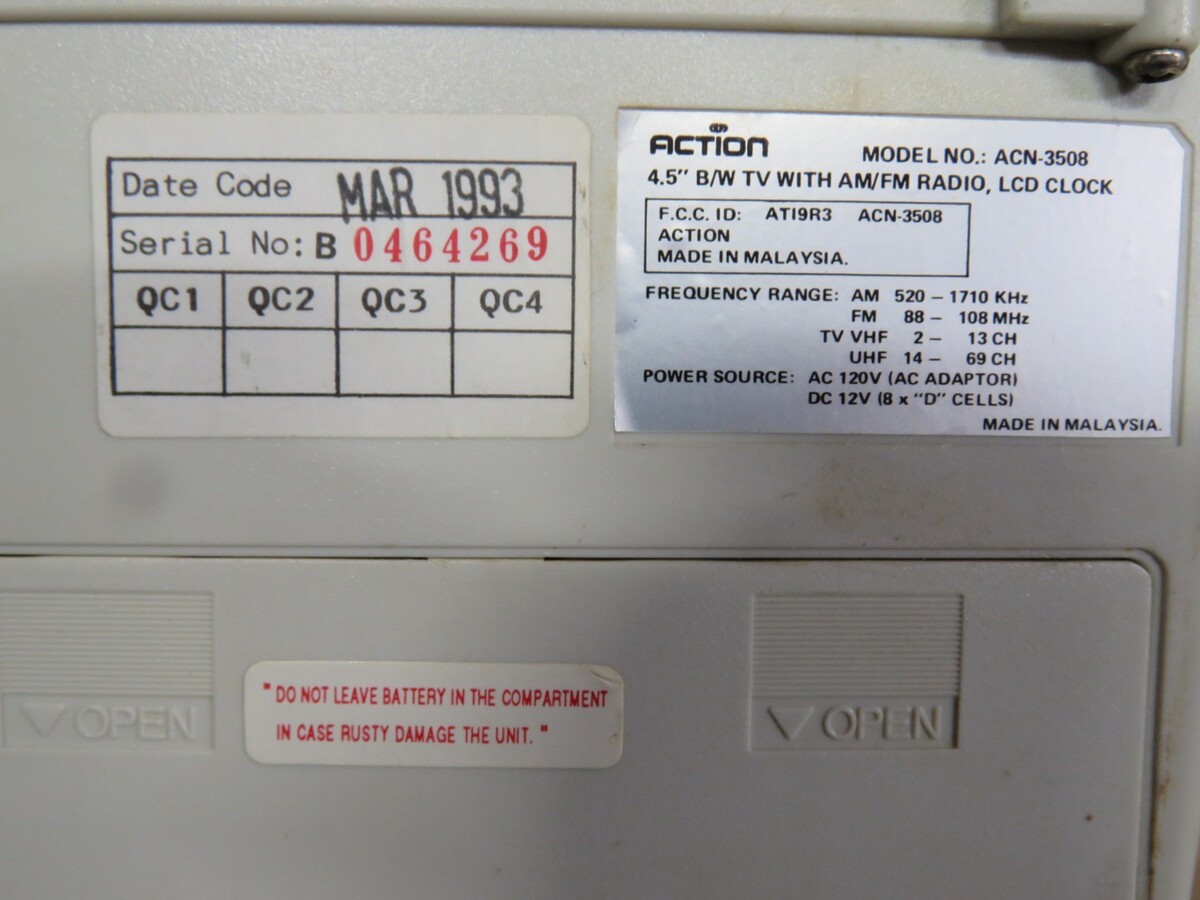 Date Code MAR 1993
Serial No: B 0464269
QC1 QC2 QC3 QC4
ACTION
MODEL NO.: ACN-3508
4.5" B/W TV WITH AM/FM RADIO, LCD CLOCK
F.C.C. ID: ATI9R3 ACN-3508
ACTION
MADE IN MALAYSIA.
FREQUENCY RANGE: AM 520 - 1710 KHz
FM 88 - 108 MHz
TV VHF 2 - 13 CH
UHF 14 - 69 CH
POWER SOURCE: AC 120V (AC ADAPTOR)
DC 12V (8 x "D" CELLS)
MADE IN MALAYSIA.
OPEN
"DO NOT LEAVE BATTERY IN THE COMPARTMENT
IN CASE RUSTY DAMAGE THE UNIT."
OPEN